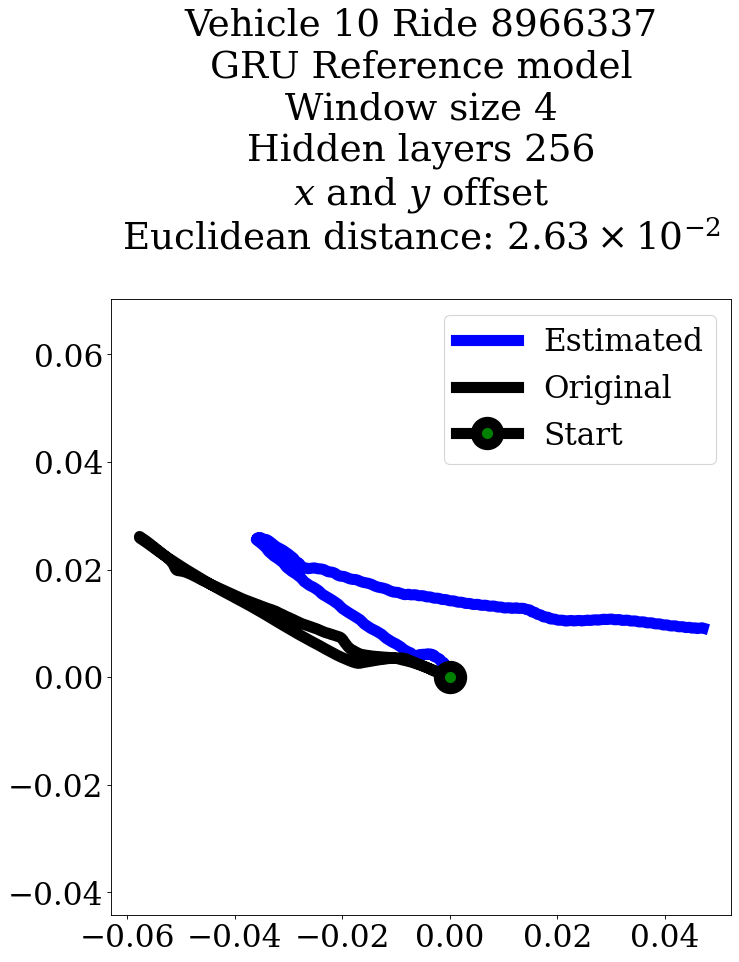 Vehicle 10 Ride 8966337
GRU Reference model
Window size 4
Hidden layers 256
x and y offset
Euclidean distance: 2.63 × 10⁻²
Estimated
Original
Start
0.06
0.04
0.02
0.00
−0.02
−0.04
−0.06 −0.04 −0.02 0.00 0.02 0.04